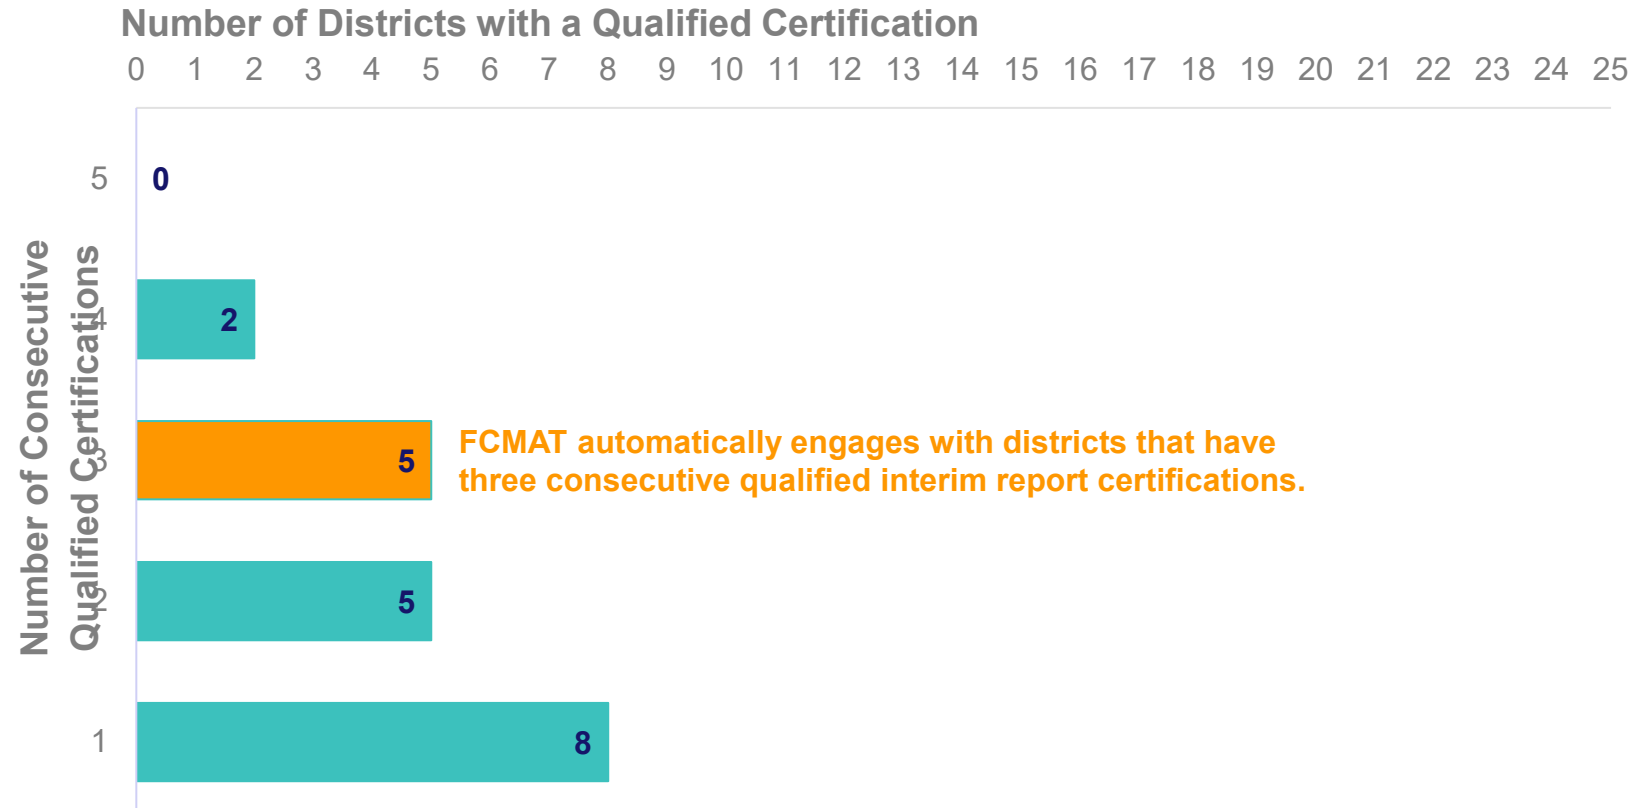 Number of Districts with a Qualified Certification
0 1 2 3 4 5 6 7 8 9 10 11 12 13 14 15 16 17 18 19 20 21 22 23 24 25
Number of Consecutive
Qualified Certifications
5 0
4 2
3 5
FCMAT automatically engages with districts that have
three consecutive qualified interim report certifications.
2 5
1 8